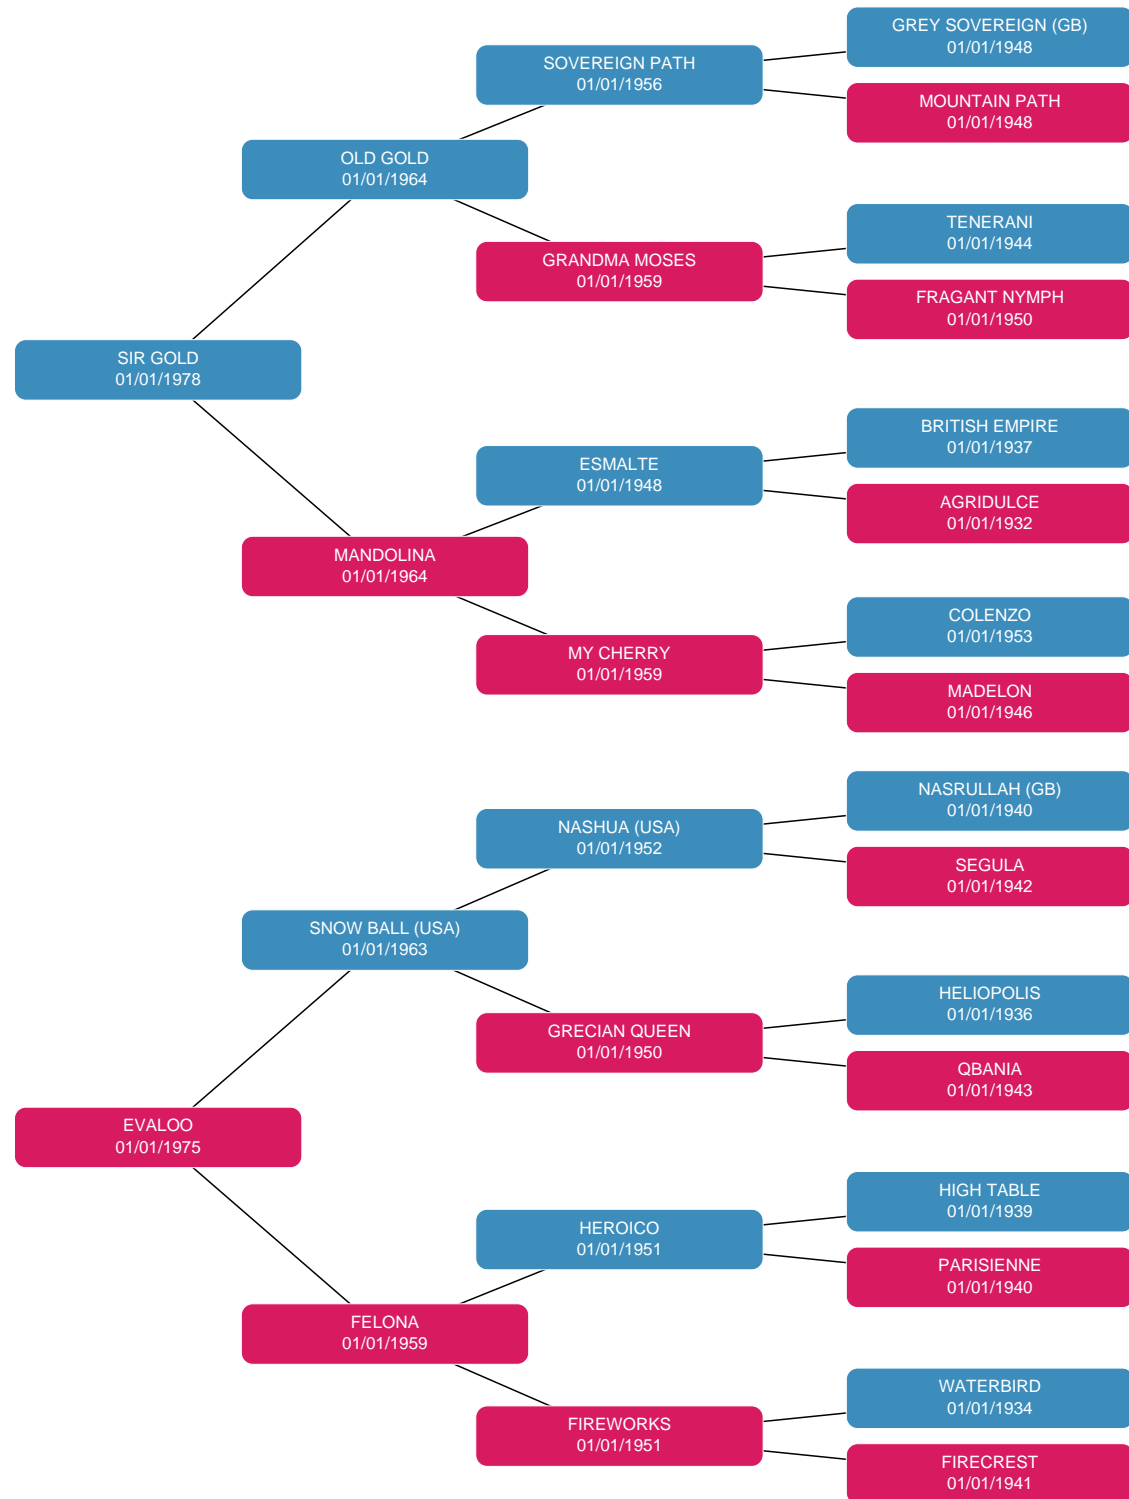 GREY SOVEREIGN (GB)
01/01/1948
SOVEREIGN PATH
01/01/1956
MOUNTAIN PATH
01/01/1948
OLD GOLD
01/01/1964
TENERANI
01/01/1944
GRANDMA MOSES
01/01/1959
FRAGANT NYMPH
01/01/1950
SIR GOLD
01/01/1978
BRITISH EMPIRE
01/01/1937
ESMALTE
01/01/1948
AGRIDULCE
01/01/1932
MANDOLINA
01/01/1964
COLENZO
01/01/1953
MY CHERRY
01/01/1959
MADELON
01/01/1946
NASRULLAH (GB)
01/01/1940
NASHUA (USA)
01/01/1952
SEGULA
01/01/1942
SNOW BALL (USA)
01/01/1963
HELIOPOLIS
01/01/1936
GRECIAN QUEEN
01/01/1950
QBANIA
01/01/1943
EVALOO
01/01/1975
HIGH TABLE
01/01/1939
HEROICO
01/01/1951
PARISIENNE
01/01/1940
FELONA
01/01/1959
WATERBIRD
01/01/1934
FIREWORKS
01/01/1951
FIRECREST
01/01/1941